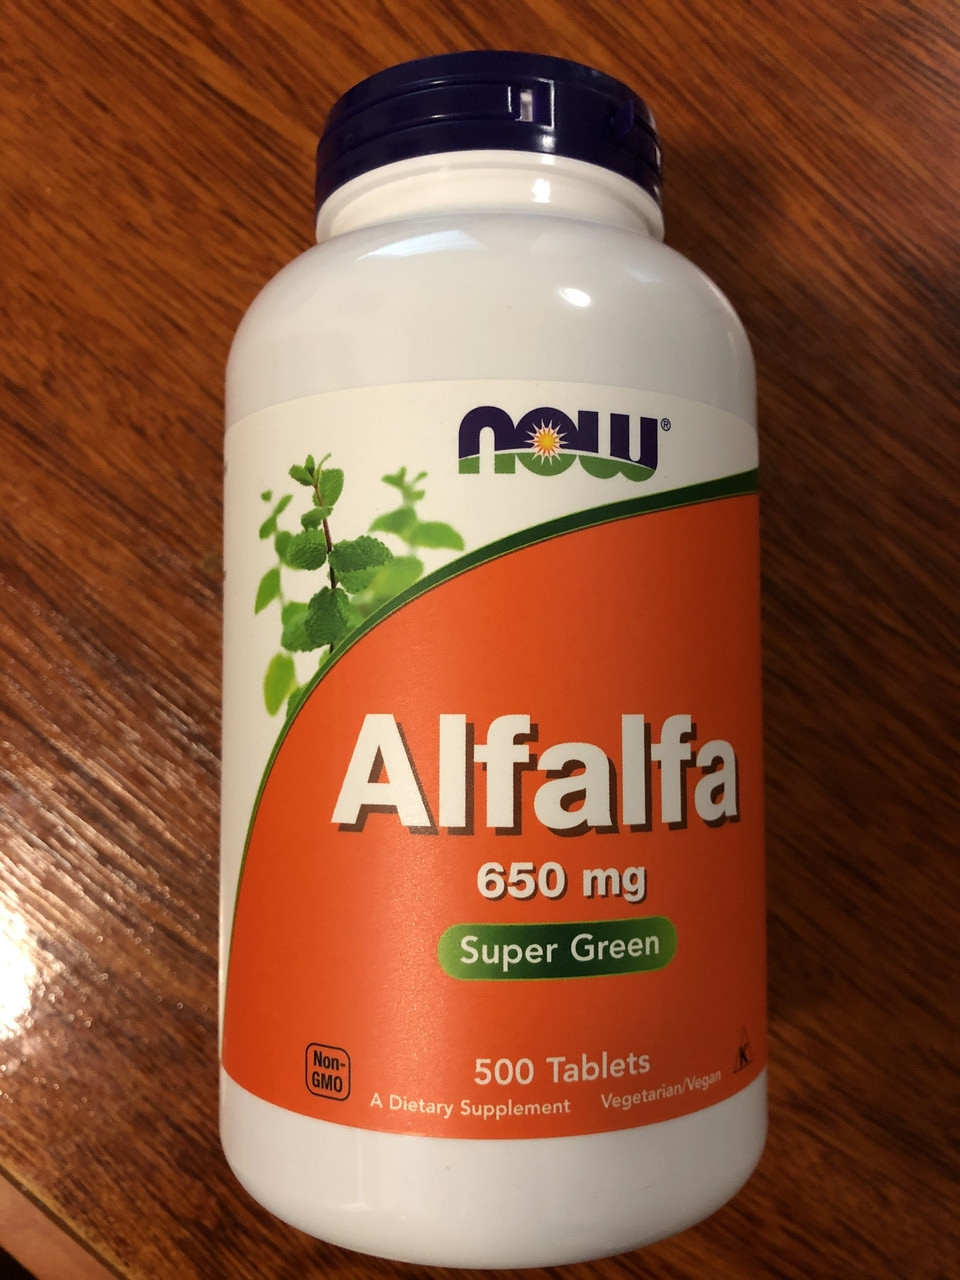 now®
Alfalfa
650 mg
Super Green
Non-
GMO
500 Tablets
K
A Dietary Supplement Vegetarian/Vegan